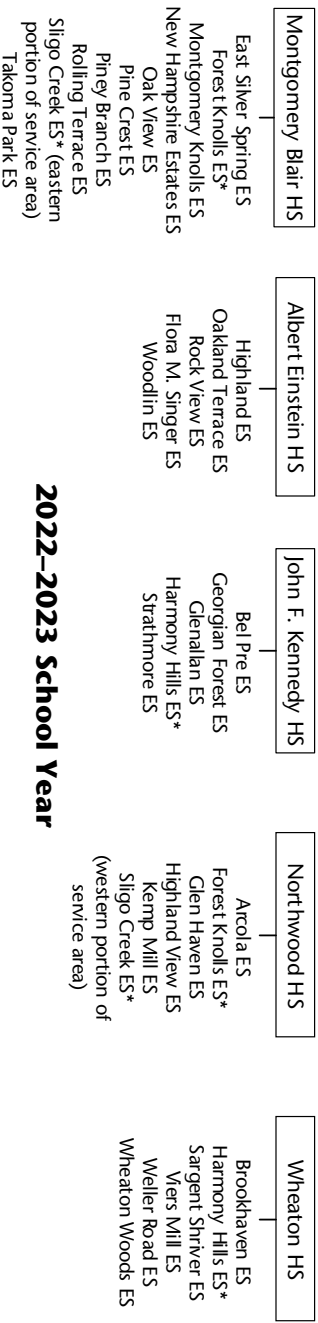 Montgomery Blair HS
East Silver Spring ES
Forest Knolls ES*
Montgomery Knolls ES
New Hampshire Estates ES
Oak View ES
Pine Crest ES
Piney Branch ES
Rolling Terrace ES
Sligo Creek ES* (eastern
portion of service area)
Takoma Park ES
Albert Einstein HS
Highland ES
Oakland Terrace ES
Rock View ES
Flora M. Singer ES
Woodlin ES
John F. Kennedy HS
Bel Pre ES
Georgian Forest ES
Glenallan ES
Harmony Hills ES*
Strathmore ES
Northwood HS
Arcola ES
Forest Knolls ES*
Glen Haven ES
Highland View ES
Kemp Mill ES
Sligo Creek ES*
(western portion of
service area)
Wheaton HS
Brookhaven ES
Harmony Hills ES*
Sargent Shriver ES
Viers Mill ES
Weller Road ES
Wheaton Woods ES
2022–2023 School Year